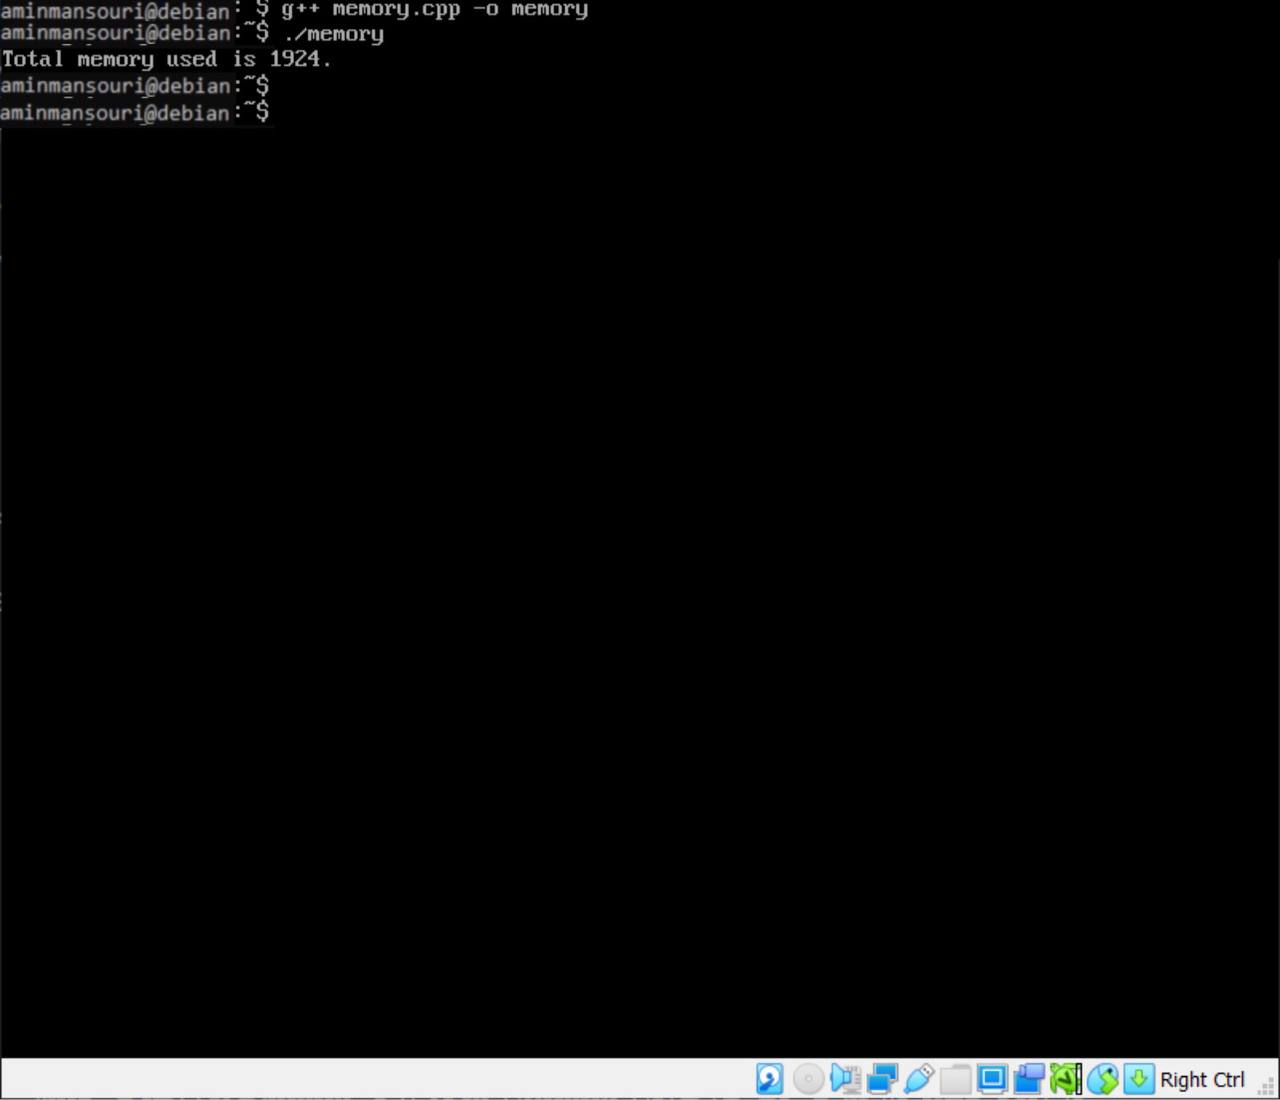 aminmansouri@debian:~$ g++ memory.cpp -o memory
aminmansouri@debian:~$ ./memory
Total memory used is 1924.
aminmansouri@debian:~$
aminmansouri@debian:~$
Right Ctrl